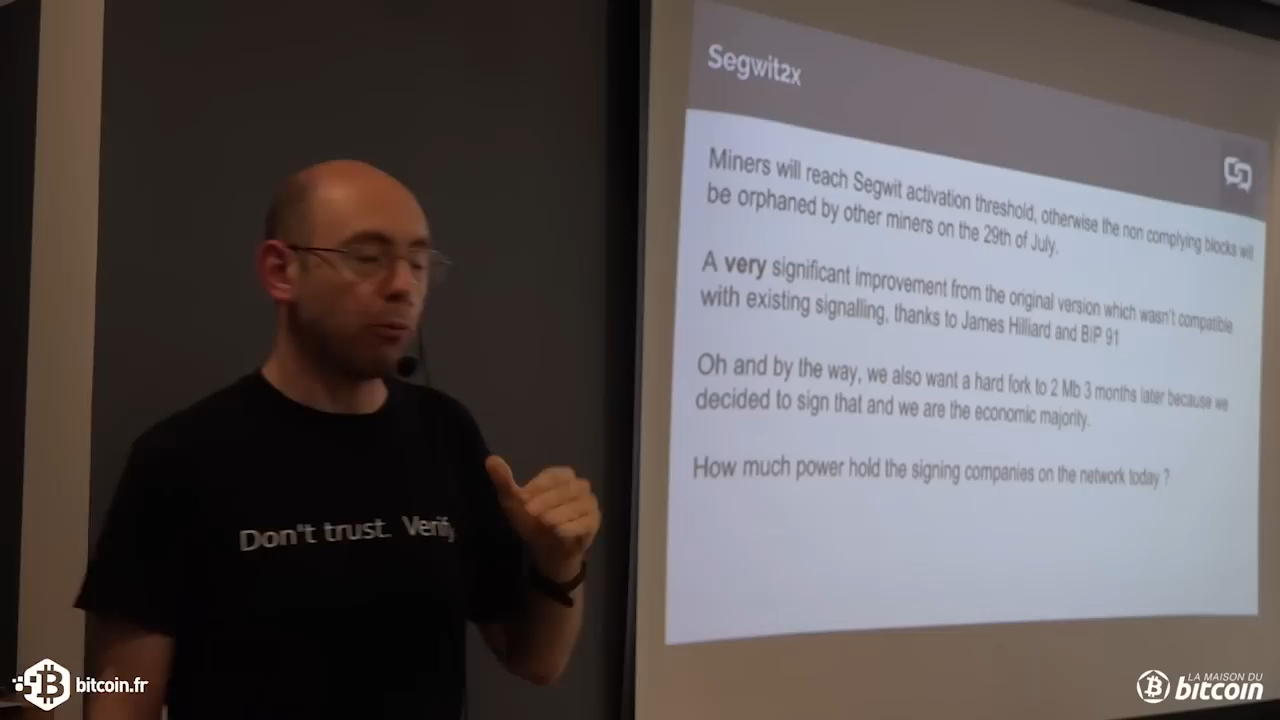 Segwit2x
Miners will reach Segwit activation threshold, otherwise the non complying blocks will
be orphaned by other miners on the 29th of July.
A very significant improvement from the original version which wasn't compatible
with existing signalling, thanks to James Hilliard and BIP 91
Oh and by the way, we also want a hard fork to 2 Mb 3 months later because we
decided to sign that and we are the economic majority.
How much power hold the signing companies on the network today ?
Don't trust. Verify
bitcoin.fr
LA MAISON DU
bitcoin